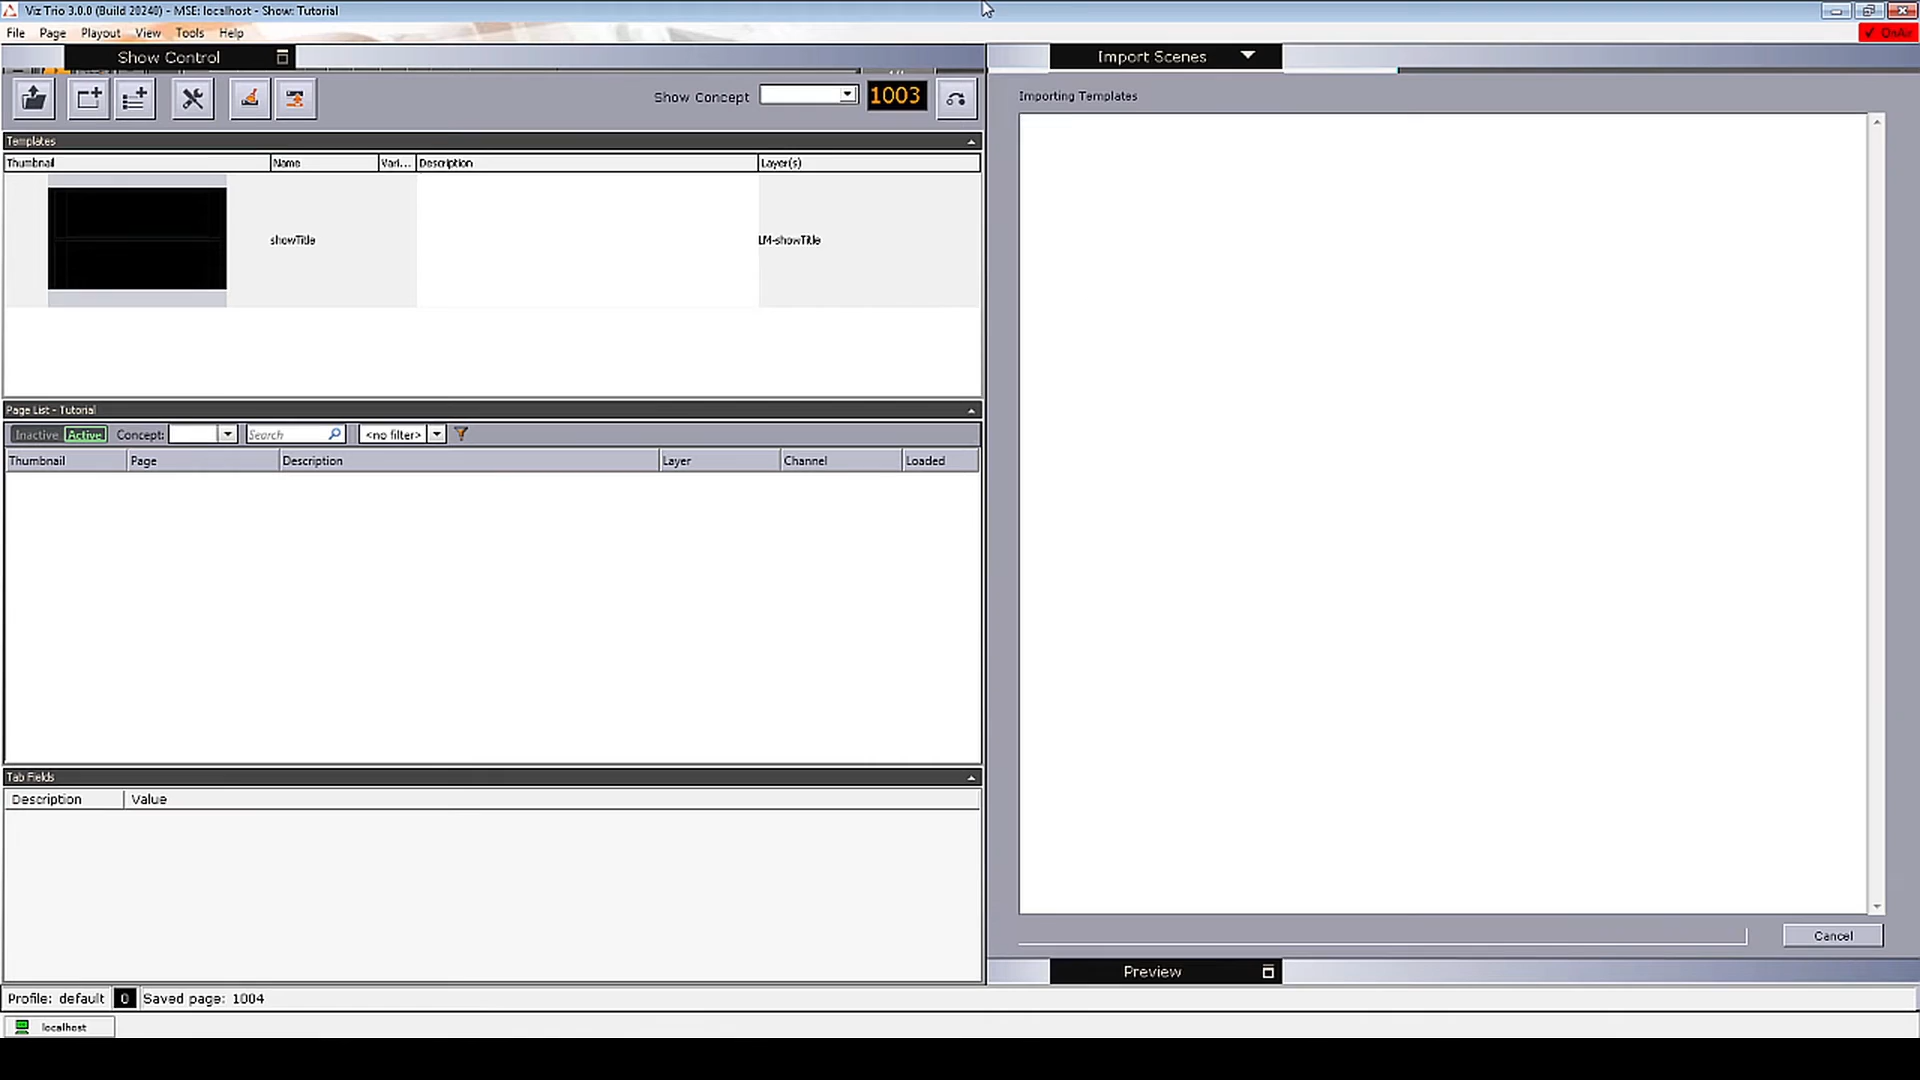 Viz Trio 3.0.0 (Build 20240) - MSE: localhost - Show: Tutorial
File Page Playout View Tools Help
OnAir
Show Control
Import Scenes
Show Concept
1003
Importing Templates
Templates
Thumbnail Name Vari... Description Layer(s)
showTitle LM-showTitle
Page List - Tutorial
Inactive Active Concept: Search <no filter>
Thumbnail Page Description Layer Channel Loaded
Tab Fields
Description Value
Cancel
Preview
Profile: default 0 Saved page: 1004
localhost